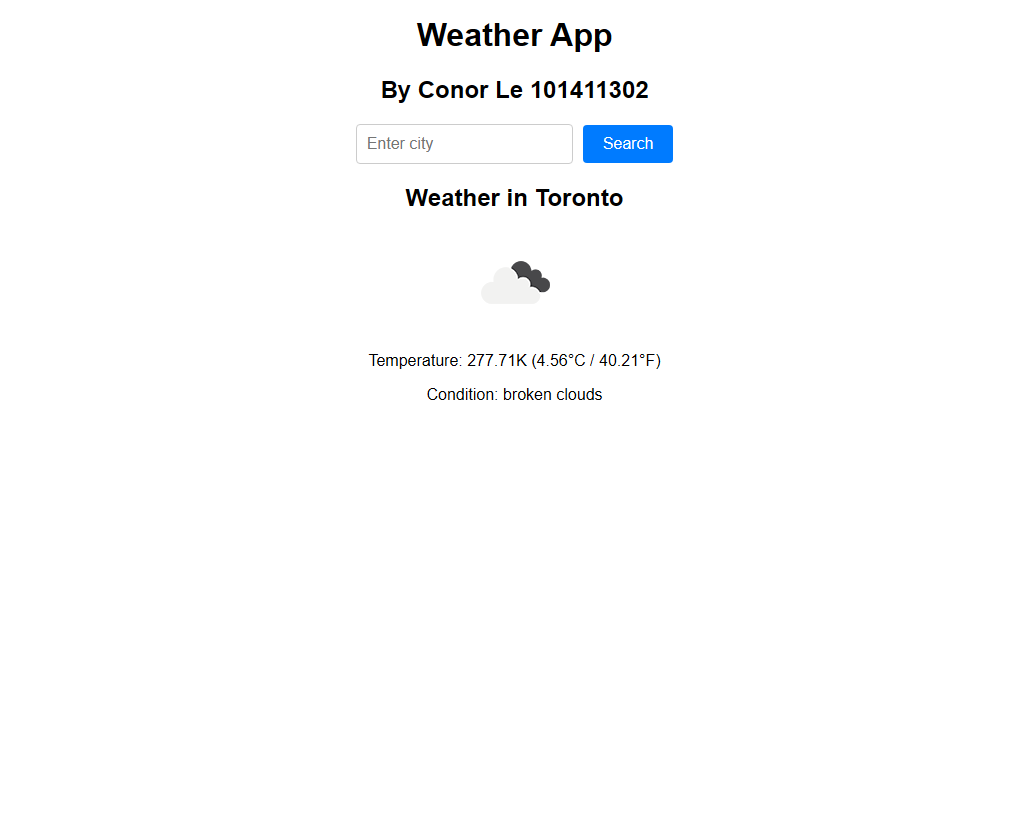 Weather App
By Conor Le 101411302
Enter city
Search
Weather in Toronto
Temperature: 277.71K (4.56°C / 40.21°F)
Condition: broken clouds